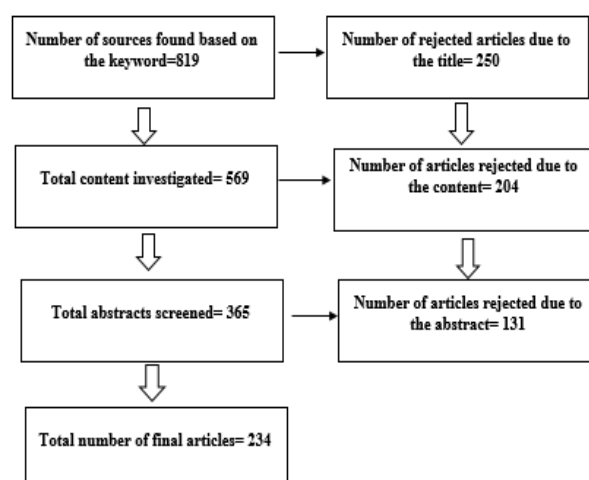 Number of sources found based on
the keyword=819
Number of rejected articles due to
the title= 250
Total content investigated= 569
Number of articles rejected due to
the content= 204
Total abstracts screened= 365
Number of articles rejected due to
the abstract= 131
Total number of final articles= 234